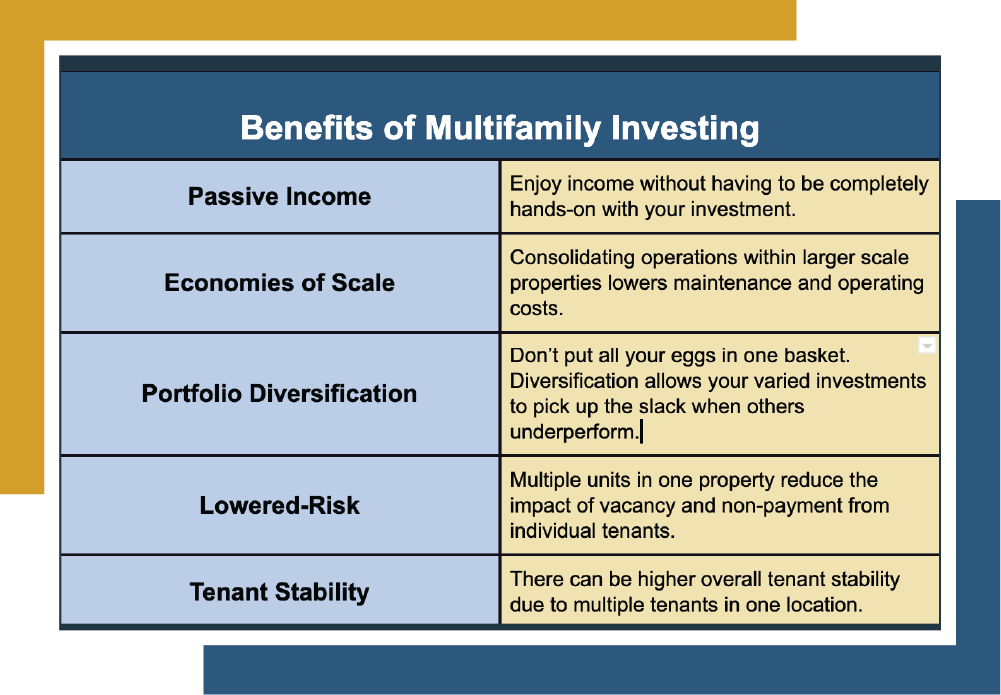 Benefits of Multifamily Investing
Passive Income
Enjoy income without having to be completely
hands-on with your investment.
Economies of Scale
Consolidating operations within larger scale
properties lowers maintenance and operating
costs.
Portfolio Diversification
Don’t put all your eggs in one basket.
Diversification allows your varied investments
to pick up the slack when others
underperform.
Lowered-Risk
Multiple units in one property reduce the
impact of vacancy and non-payment from
individual tenants.
Tenant Stability
There can be higher overall tenant stability
due to multiple tenants in one location.